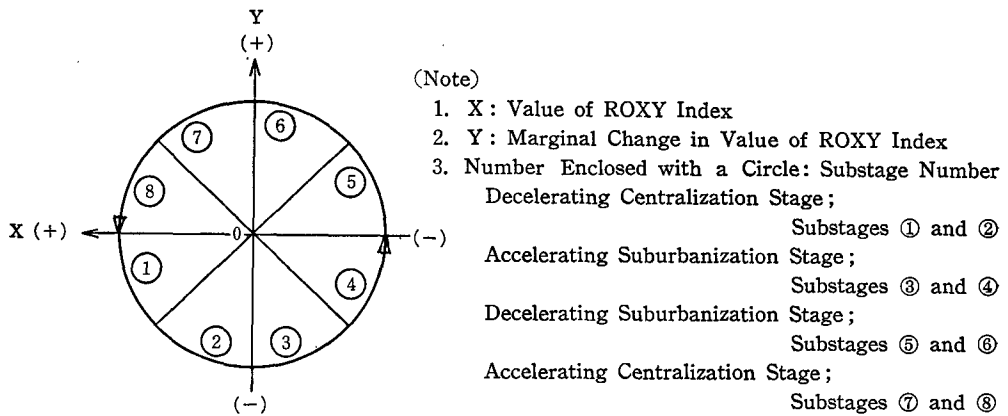 Y
(+)
⑦
⑥
⑧
⑤
X (+)
0
(−)
①
④
②
③
(−)
(Note)
1. X: Value of ROXY Index
2. Y: Marginal Change in Value of ROXY Index
3. Number Enclosed with a Circle: Substage Number
Decelerating Centralization Stage;
Substages ① and ②
Accelerating Suburbanization Stage;
Substages ③ and ④
Decelerating Suburbanization Stage;
Substages ⑤ and ⑥
Accelerating Centralization Stage;
Substages ⑦ and ⑧